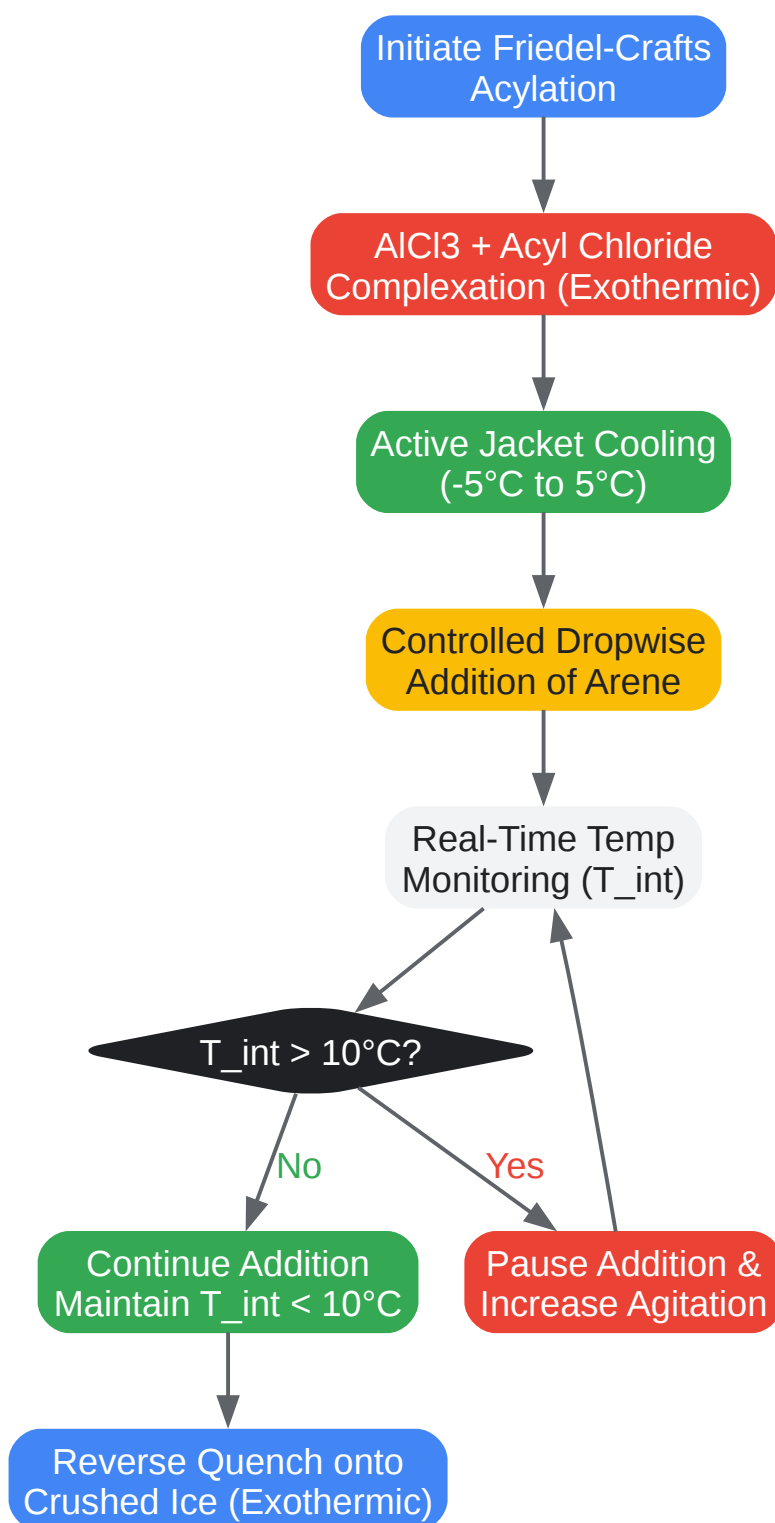 Initiate Friedel-Crafts
Acylation
AlCl3 + Acyl Chloride
Complexation (Exothermic)
Active Jacket Cooling
(-5°C to 5°C)
Controlled Dropwise
Addition of Arene
Real-Time Temp
Monitoring (T_int)
T_int > 10°C?
No
Yes
Continue Addition
Maintain T_int < 10°C
Pause Addition &
Increase Agitation
Reverse Quench onto
Crushed Ice (Exothermic)